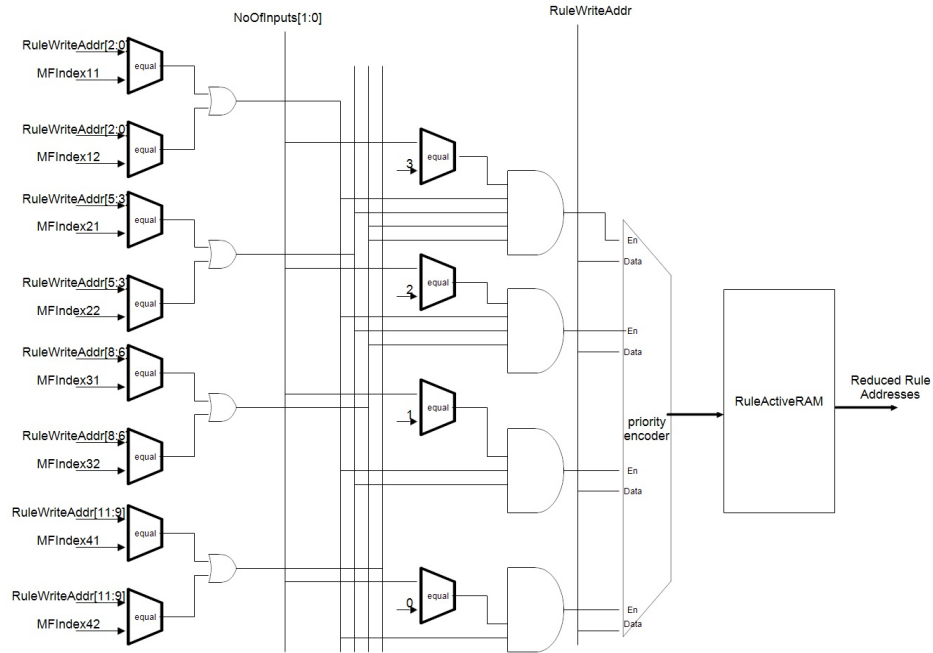 NoOfInputs[1:0]
RuleWriteAddr
RuleWriteAddr[2:0]
equal
MFIndex11
RuleWriteAddr[2:0]
equal
MFIndex12
3
equal
RuleWriteAddr[5:3]
equal
MFIndex21
En
Data
RuleWriteAddr[5:3]
equal
MFIndex22
2
equal
En
Data
RuleWriteAddr[8:6]
equal
MFIndex31
1
equal
priority
encoder
RuleActiveRAM
Reduced Rule
Addresses
RuleWriteAddr[8:6]
equal
MFIndex32
En
Data
RuleWriteAddr[11:9]
equal
MFIndex41
RuleWriteAddr[11:9]
equal
MFIndex42
0
equal
En
Data